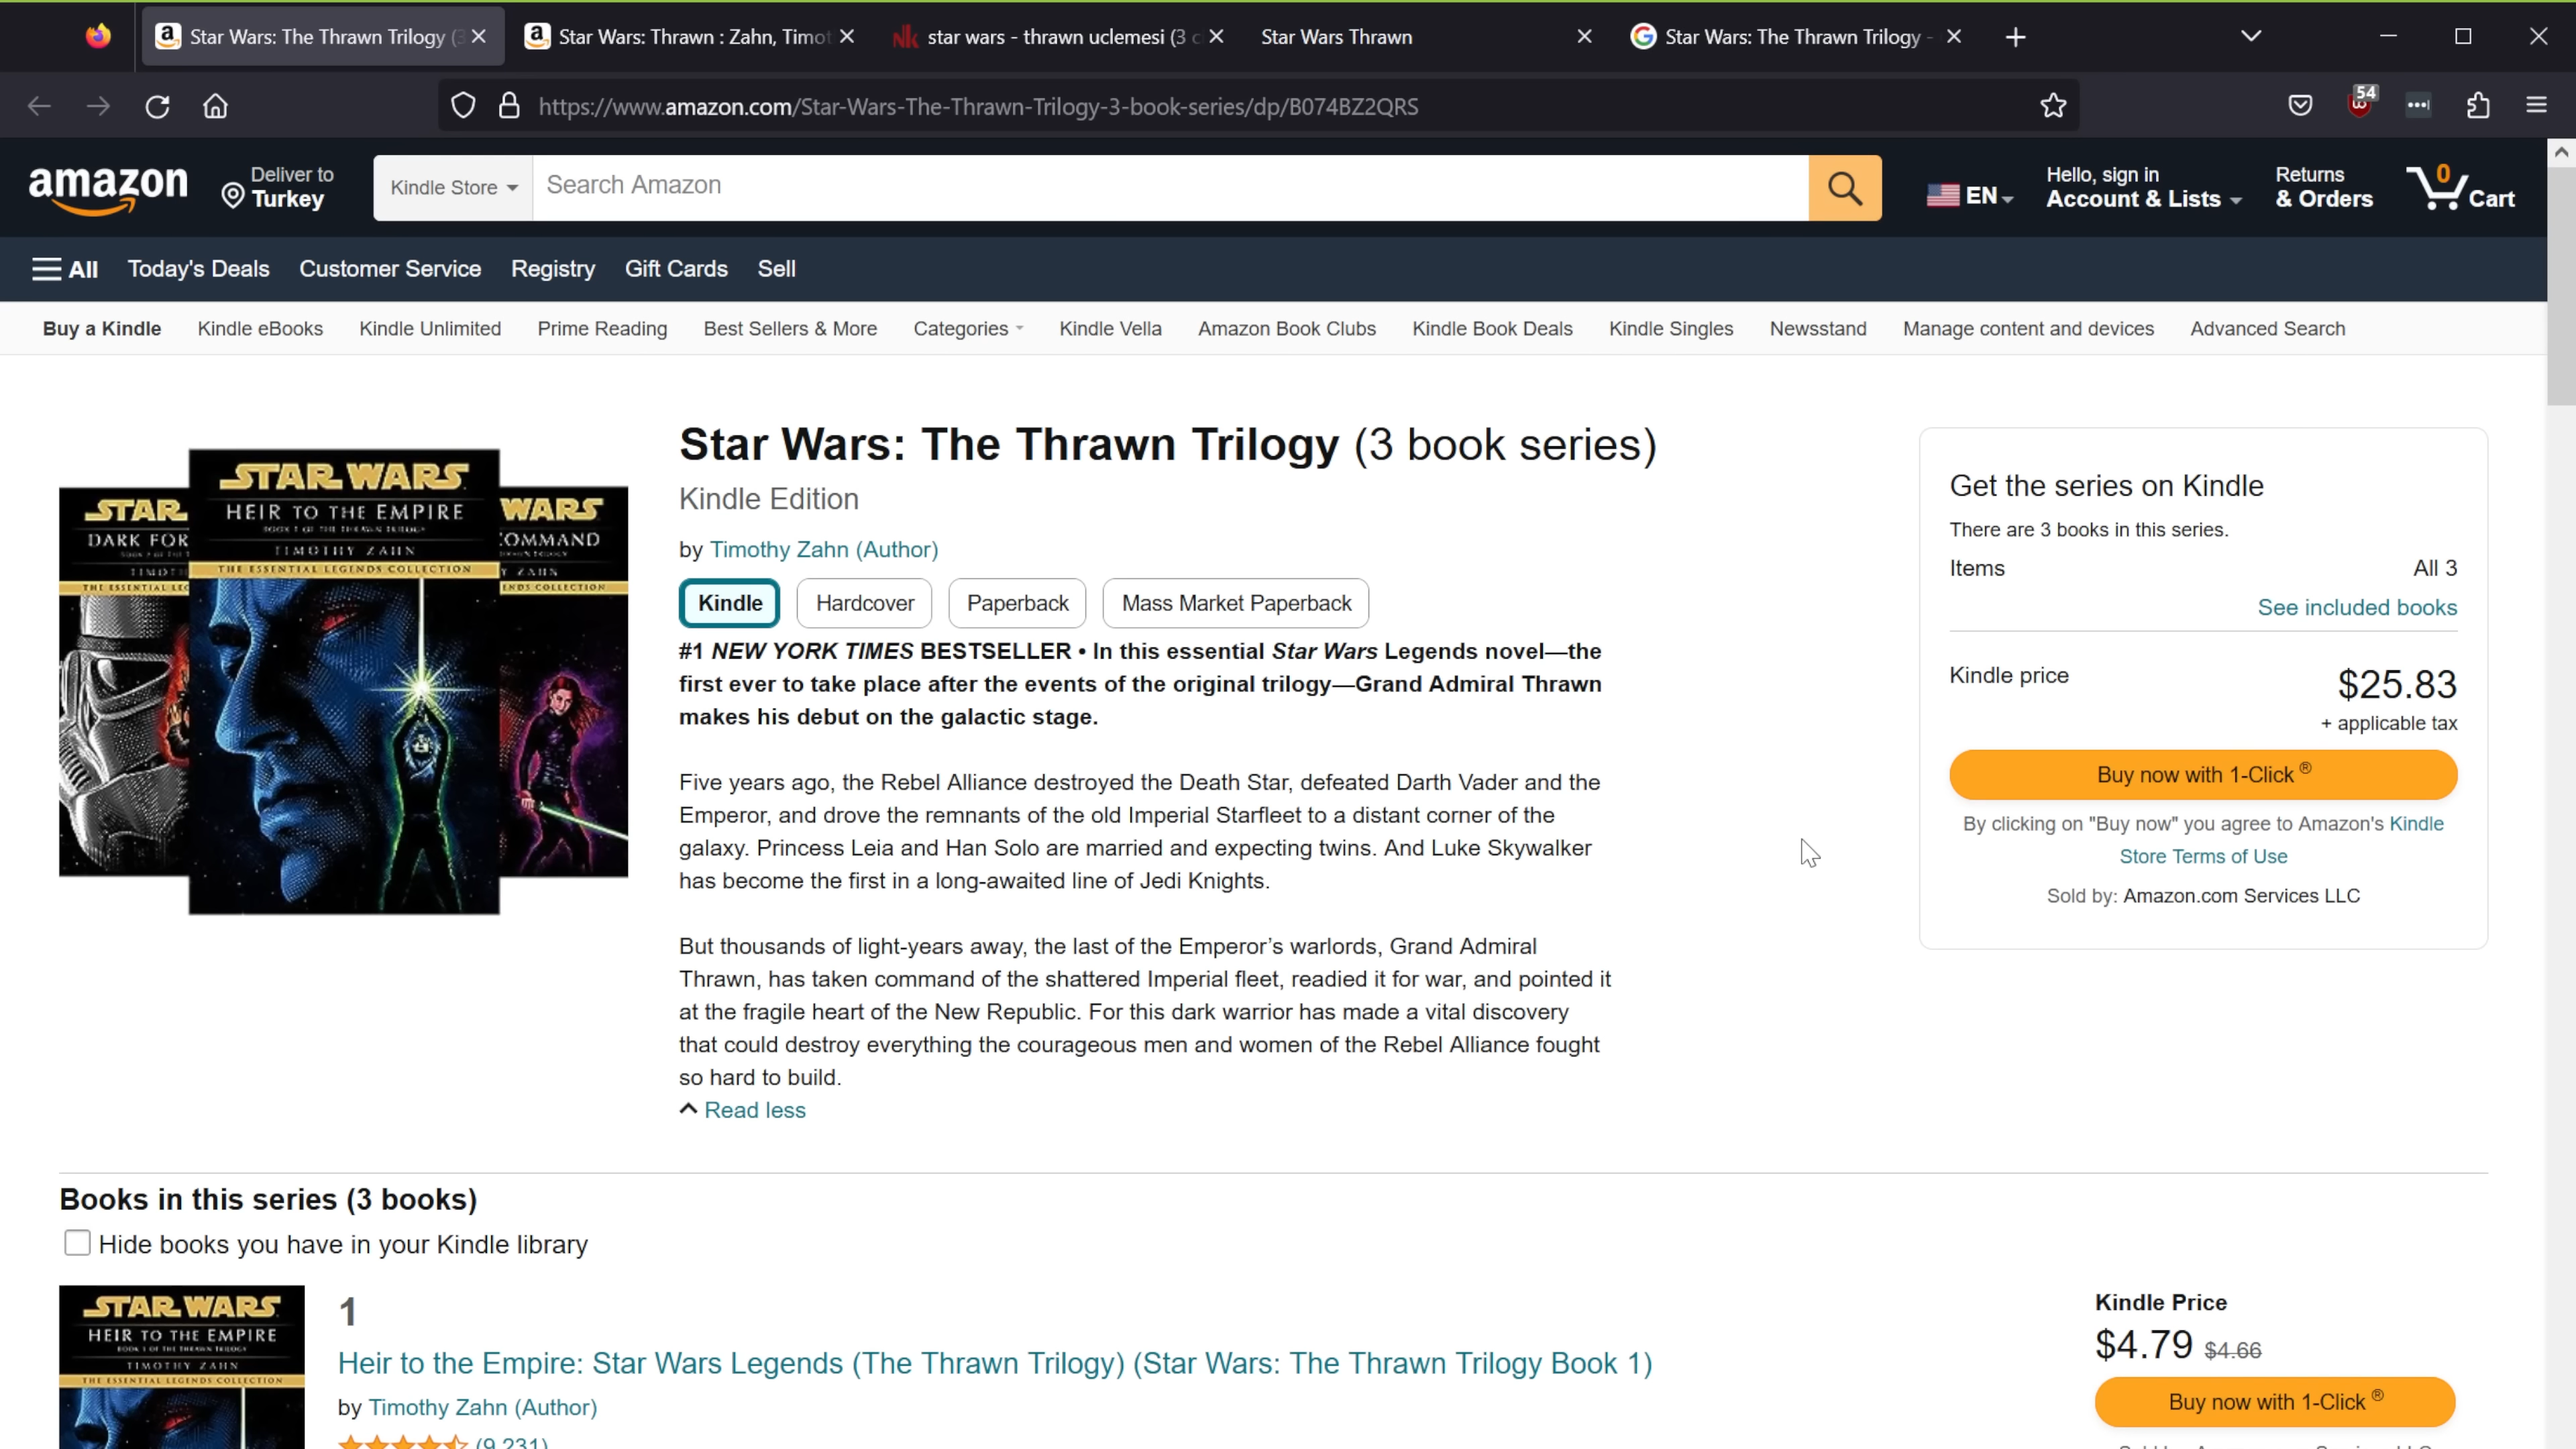 Star Wars: The Thrawn Trilogy (3
Star Wars: Thrawn : Zahn, Timot
star wars - thrawn uclemesi (3 c
Star Wars Thrawn
Star Wars: The Thrawn Trilogy -
https://www.amazon.com/Star-Wars-The-Thrawn-Trilogy-3-book-series/dp/B074BZ2QRS
54
amazon
Deliver to
Turkey
Kindle Store
Search Amazon
EN
Hello, sign in
Account & Lists
Returns
& Orders
0
Cart
All Today's Deals Customer Service Registry Gift Cards Sell
Buy a Kindle Kindle eBooks Kindle Unlimited Prime Reading Best Sellers & More Categories Kindle Vella Amazon Book Clubs Kindle Book Deals Kindle Singles Newsstand Manage content and devices Advanced Search
STAR
DARK FOR
THE ESSENTIAL LEG
STAR WARS
HEIR TO THE EMPIRE
BOOK 1 OF THE THRAWN TRILOGY
TIMOTHY ZAHN
THE ESSENTIAL LEGENDS COLLECTION
WARS
COMMAND
Y ZAHN
ENDS COLLECTION
Star Wars: The Thrawn Trilogy (3 book series)
Kindle Edition
by Timothy Zahn (Author)
Kindle Hardcover Paperback Mass Market Paperback
#1 NEW YORK TIMES BESTSELLER • In this essential Star Wars Legends novel—the
first ever to take place after the events of the original trilogy—Grand Admiral Thrawn
makes his debut on the galactic stage.
Five years ago, the Rebel Alliance destroyed the Death Star, defeated Darth Vader and the
Emperor, and drove the remnants of the old Imperial Starfleet to a distant corner of the
galaxy. Princess Leia and Han Solo are married and expecting twins. And Luke Skywalker
has become the first in a long-awaited line of Jedi Knights.
But thousands of light-years away, the last of the Emperor’s warlords, Grand Admiral
Thrawn, has taken command of the shattered Imperial fleet, readied it for war, and pointed it
at the fragile heart of the New Republic. For this dark warrior has made a vital discovery
that could destroy everything the courageous men and women of the Rebel Alliance fought
so hard to build.
Read less
Get the series on Kindle
There are 3 books in this series.
Items All 3
See included books
Kindle price $25.83
+ applicable tax
Buy now with 1-Click ®
By clicking on "Buy now" you agree to Amazon's Kindle
Store Terms of Use
Sold by: Amazon.com Services LLC
Books in this series (3 books)
Hide books you have in your Kindle library
STAR WARS
HEIR TO THE EMPIRE
BOOK 1 OF THE THRAWN TRILOGY
TIMOTHY ZAHN
THE ESSENTIAL LEGENDS COLLECTION
1
Heir to the Empire: Star Wars Legends (The Thrawn Trilogy) (Star Wars: The Thrawn Trilogy Book 1)
by Timothy Zahn (Author)
(9,231)
Kindle Price
$4.79 $4.66
Buy now with 1-Click ®